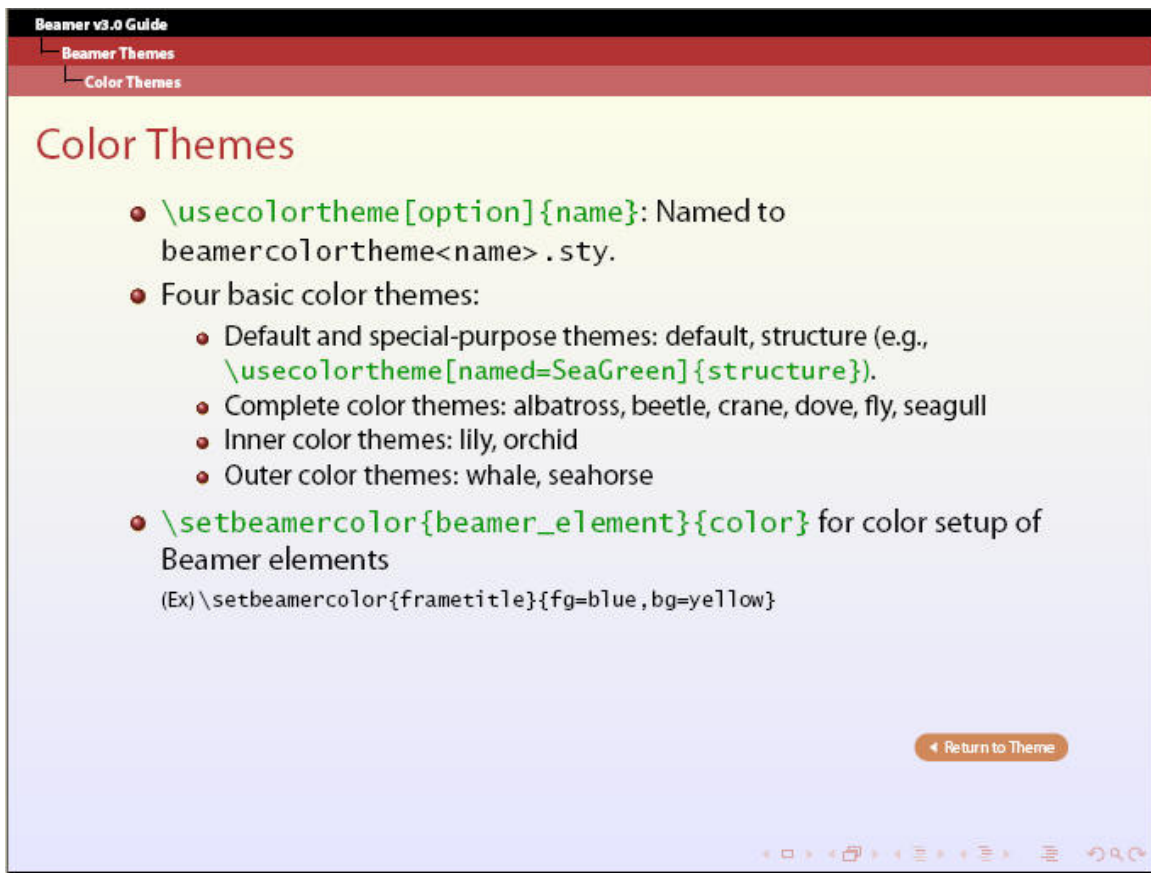 Beamer v3.0 Guide
Beamer Themes
Color Themes
Color Themes
\usecolortheme[option]{name}: Named to
beamercolortheme<name>.sty.
Four basic color themes:
Default and special-purpose themes: default, structure (e.g.,
\usecolortheme[named=SeaGreen]{structure}).
Complete color themes: albatross, beetle, crane, dove, fly, seagull
Inner color themes: lily, orchid
Outer color themes: whale, seahorse
\setbeamercolor{beamer_element}{color} for color setup of
Beamer elements
(Ex)\setbeamercolor{frametitle}{fg=blue,bg=yellow}
Return to Theme